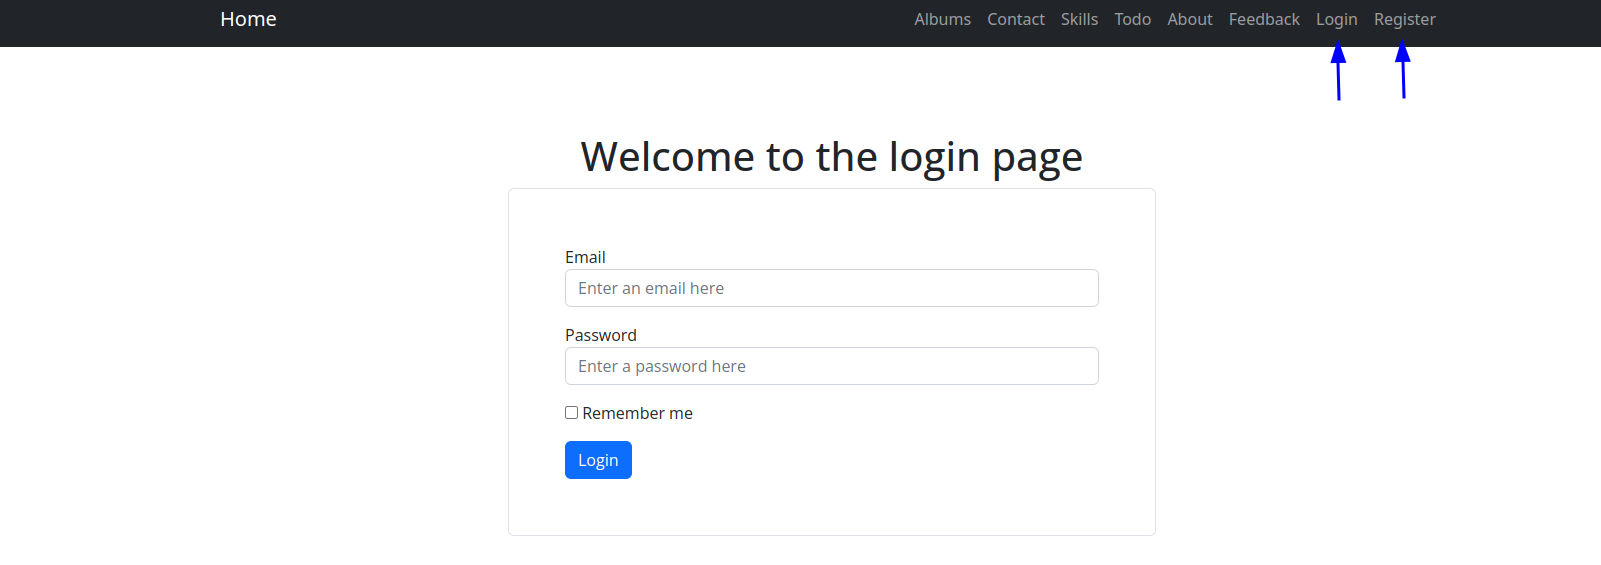 Home Albums Contact Skills Todo About Feedback Login Register
Welcome to the login page
Email
Enter an email here
Password
Enter a password here
Remember me
Login